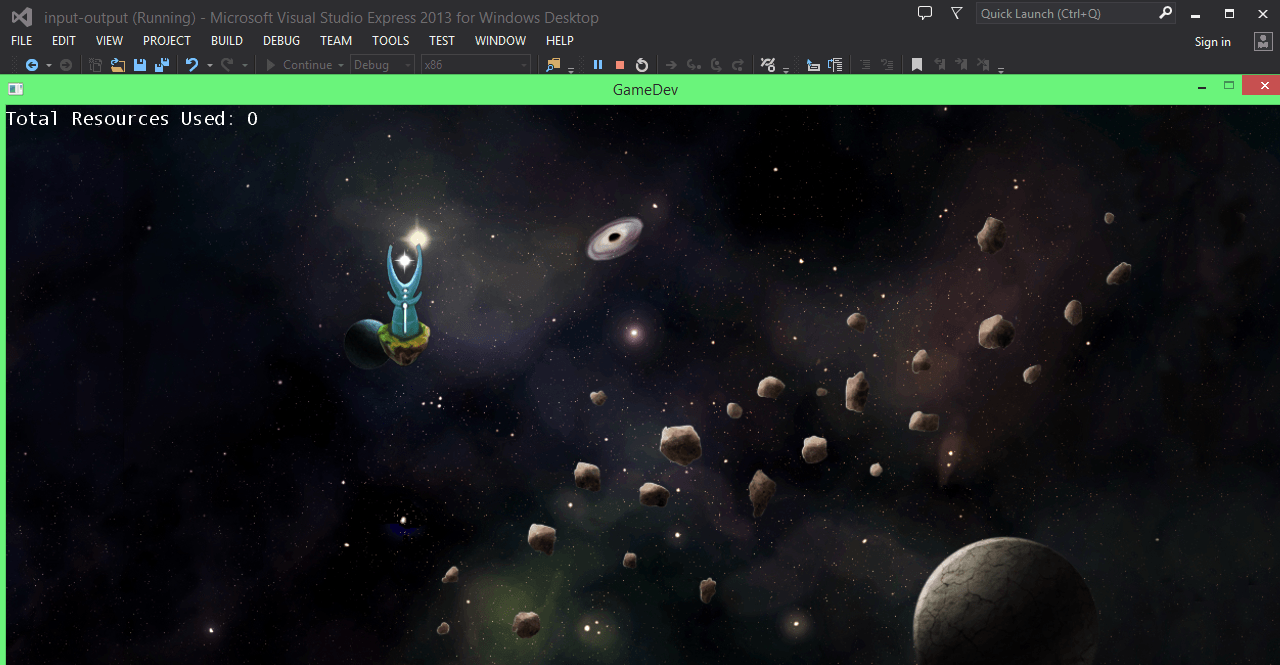 input-output (Running) - Microsoft Visual Studio Express 2013 for Windows Desktop
Quick Launch (Ctrl+Q)
FILE EDIT VIEW PROJECT BUILD DEBUG TEAM TOOLS TEST WINDOW HELP
Sign in
Continue Debug x86
GameDev
Total Resources Used: 0